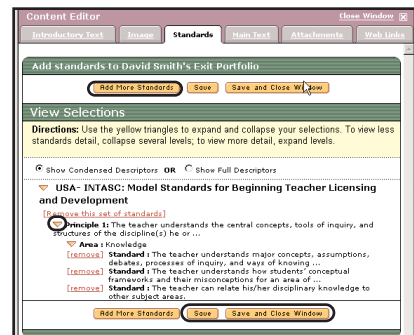 Content Editor
Close Window
Introductory Text Image Standards Main Text Attachments Web Links
Add standards to David Smith's Exit Portfolio
Add More Standards Save Save and Close Window
View Selections
Directions: Use the yellow triangles to expand and collapse your selections. To view less
standards detail, collapse several levels; to view more detail, expand levels.
Show Condensed Descriptors OR Show Full Descriptors
USA- INTASC: Model Standards for Beginning Teacher Licensing
and Development
[Remove this set of standards]
Principle 1: The teacher understands the central concepts, tools of inquiry, and
structures of the discipline(s) he or ...
Area : Knowledge
[remove] Standard : The teacher understands major concepts, assumptions,
debates, processes of inquiry, and ways of knowing ...
[remove] Standard : The teacher understands how students' conceptual
frameworks and their misconceptions for an area of ...
[remove] Standard : The teacher can relate his/her disciplinary knowledge to
other subject areas.
Add More Standards Save Save and Close Window